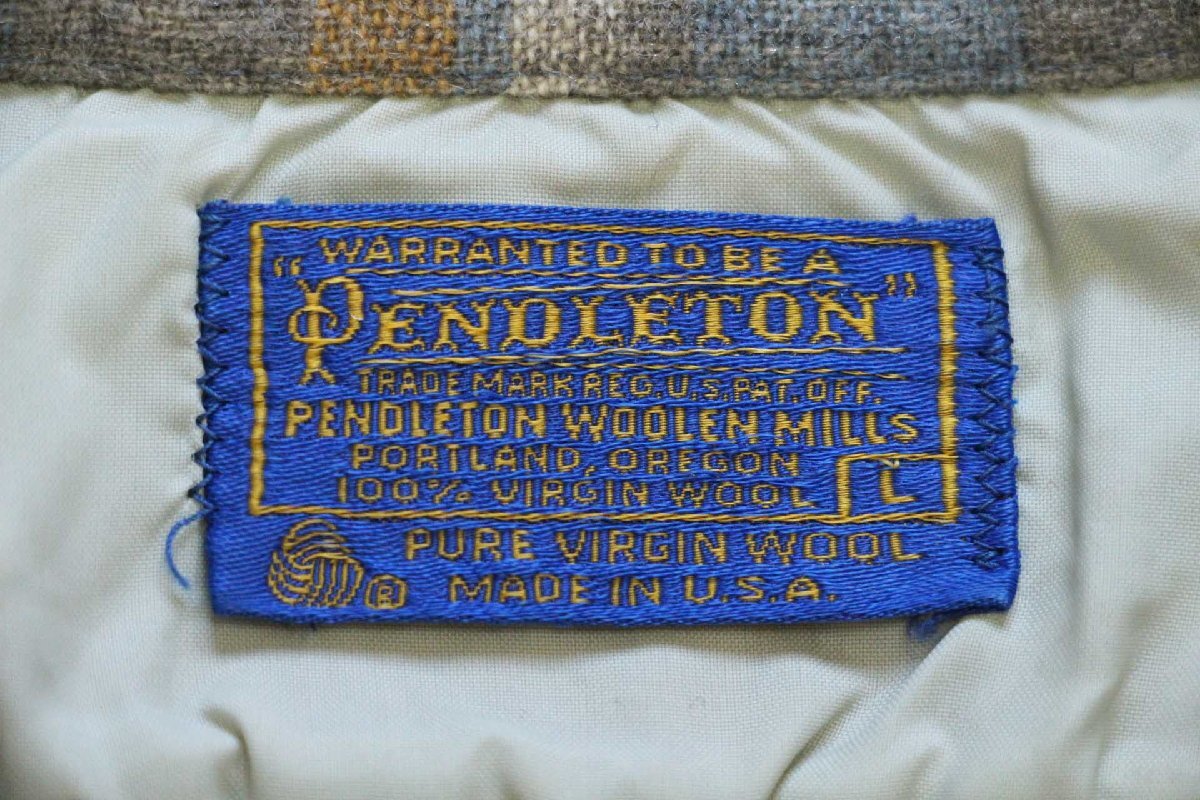 WARRANTED TO BE A
"PENDLETON"
TRADE MARK REG. U.S. PAT. OFF.
PENDLETON WOOLEN MILLS
PORTLAND, OREGON
100% VIRGIN WOOL
L
PURE VIRGIN WOOL
® MADE IN U.S.A.